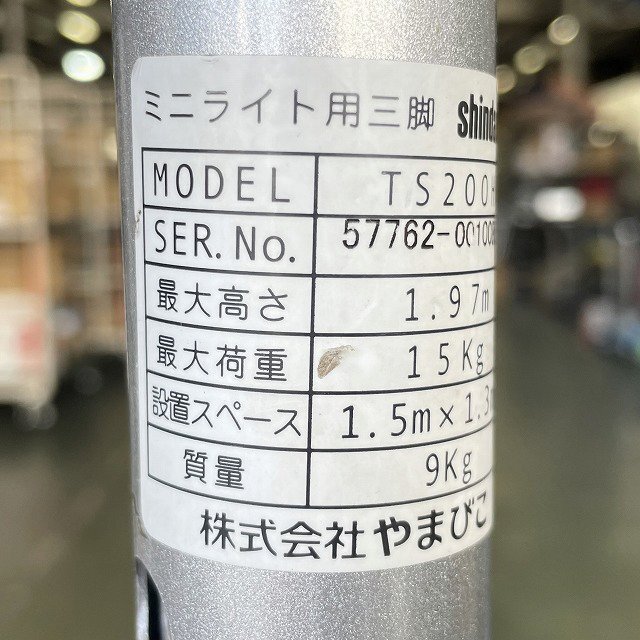 ミニライト用三脚 shinda
MODEL TS200
SER.No. 57762-001
最大高さ 1.97m
最大荷重 15Kg
設置スペース 1.5m×1.3
質量 9Kg
株式会社やまびこ